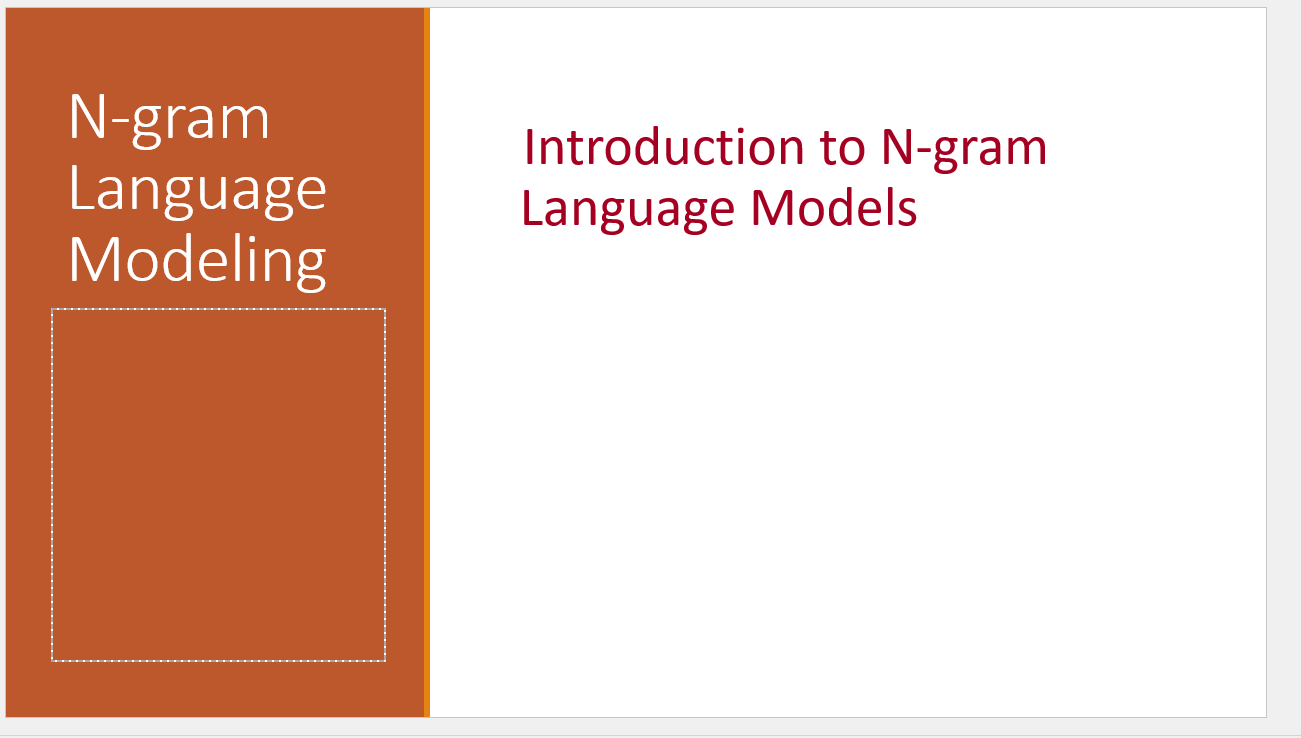 N-gram
Language
Modeling
Introduction to N-gram
Language Models